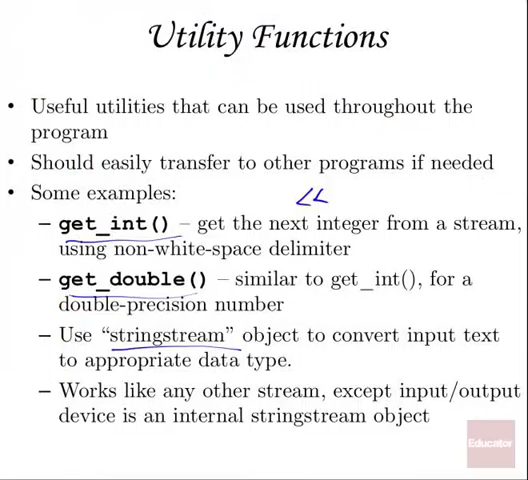 Utility Functions
• Useful utilities that can be used throughout the
program
• Should easily transfer to other programs if needed
• Some examples:
<<
– get_int() – get the next integer from a stream,
using non-white-space delimiter
– get_double() – similar to get_int(), for a
double-precision number
– Use “stringstream” object to convert input text
to appropriate data type.
– Works like any other stream, except input/output
device is an internal stringstream object
Educator